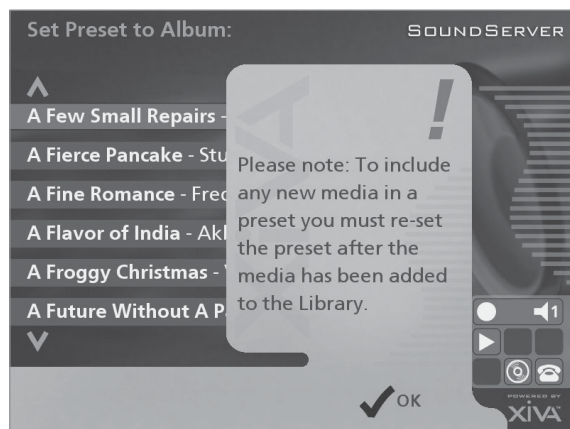 Set Preset to Album:
SOUNDSERVER
A Few Small Repairs -
A Fierce Pancake - Stu
A Fine Romance - Fred
A Flavor of India - Akl
A Froggy Christmas -
A Future Without A Pa
!
Please note: To include
any new media in a
preset you must re-set
the preset after the
media has been added
to the Library.
1
OK
POWERED BY
XiVA